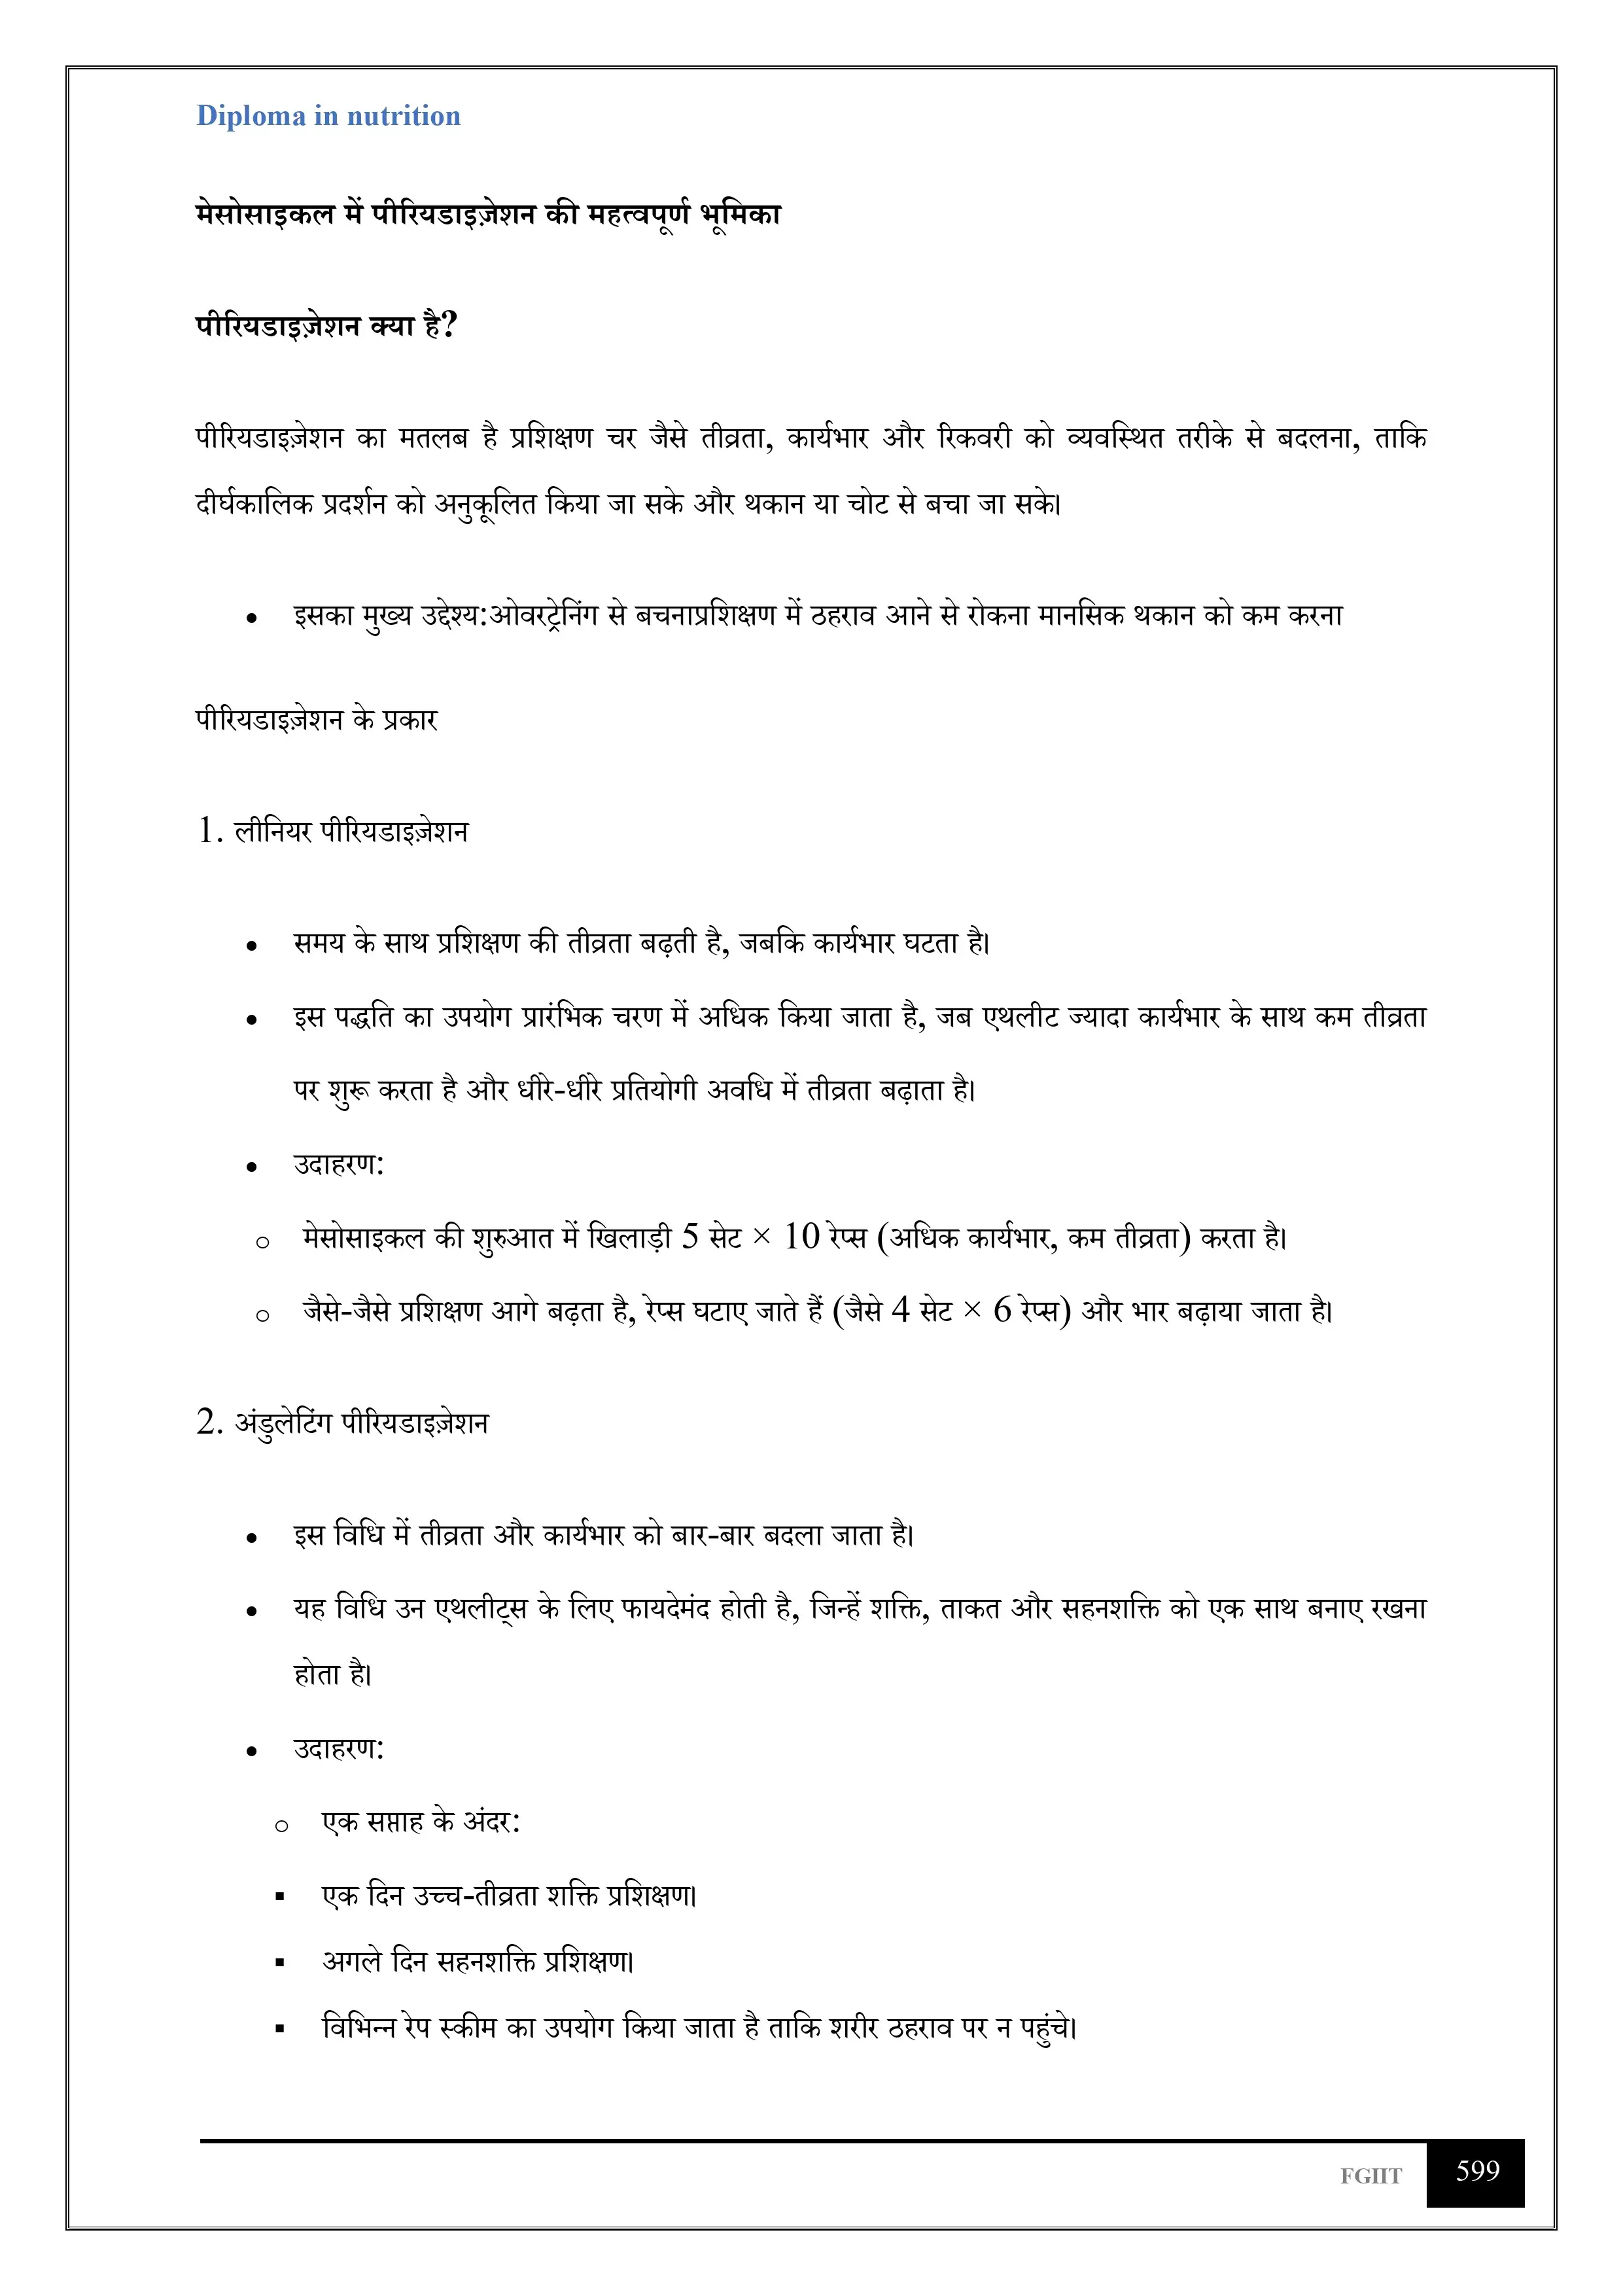 Diploma in nutrition
मेसोसाइकल में पीरियडाइज़ेशन की महत्वपूर्ण भूमिका
पीरियडाइज़ेशन क्या है?
पीरियडाइज़ेशन का मतलब है प्रशिक्षण चर जैसे तीव्रता, कार्यभार और रिकवरी को व्यवस्थित तरीके से बदलना, ताकि
दीर्घकालिक प्रदर्शन को अनुकूलित किया जा सके और थकान या चोट से बचा जा सके।
• इसका मुख्य उद्देश्य:ओवरट्रेनिंग से बचनाप्रशिक्षण में ठहराव आने से रोकना मानसिक थकान को कम करना
पीरियडाइज़ेशन के प्रकार
1. लीनियर पीरियडाइज़ेशन
• समय के साथ प्रशिक्षण की तीव्रता बढ़ती है, जबकि कार्यभार घटता है।
• इस पद्धति का उपयोग प्रारंभिक चरण में अधिक किया जाता है, जब एथलीट ज्यादा कार्यभार के साथ कम तीव्रता
पर शुरू करता है और धीरे-धीरे प्रतियोगी अवधि में तीव्रता बढ़ाता है।
• उदाहरण:
o मेसोसाइकल की शुरुआत में खिलाड़ी 5 सेट × 10 रेप्स (अधिक कार्यभार, कम तीव्रता) करता है।
o जैसे-जैसे प्रशिक्षण आगे बढ़ता है, रेप्स घटाए जाते हैं (जैसे 4 सेट × 6 रेप्स) और भार बढ़ाया जाता है।
2. अंडुलेटिंग पीरियडाइज़ेशन
• इस विधि में तीव्रता और कार्यभार को बार-बार बदला जाता है।
• यह विधि उन एथलीट्स के लिए फायदेमंद होती है, जिन्हें शक्ति, ताकत और सहनशक्ति को एक साथ बनाए रखना
होता है।
• उदाहरण:
o एक सप्ताह के अंदर:
▪ एक दिन उच्च-तीव्रता शक्ति प्रशिक्षण।
▪ अगले दिन सहनशक्ति प्रशिक्षण।
▪ विभिन्न रेप स्कीम का उपयोग किया जाता है ताकि शरीर ठहराव पर न पहुंचे।
FGIIT 599